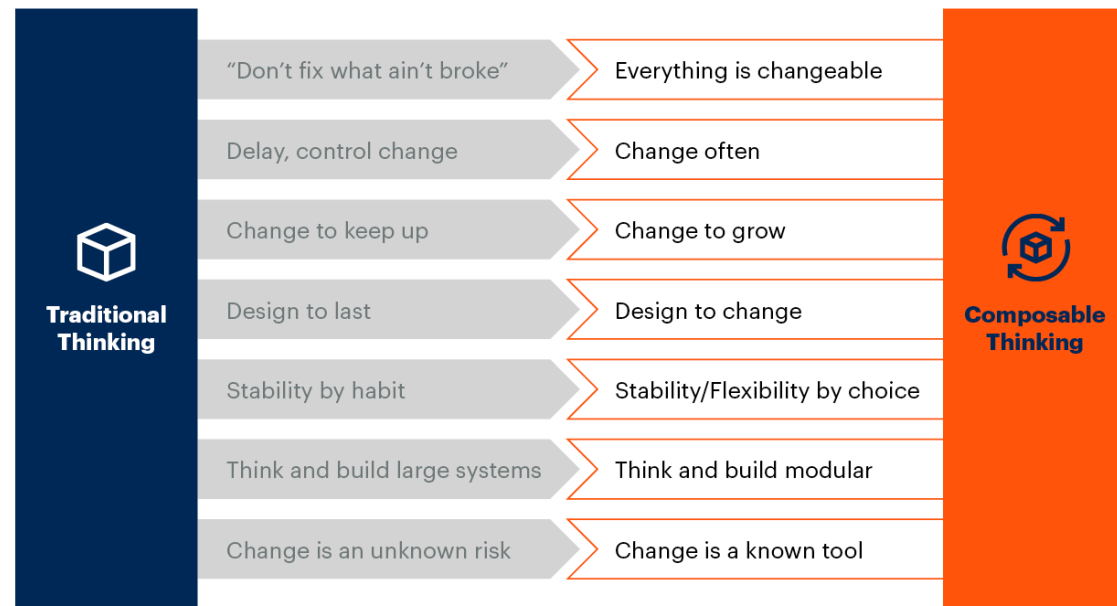 “Don’t fix what ain’t broke”
Everything is changeable
Delay, control change
Change often
Change to keep up
Change to grow
Traditional
Thinking
Design to last
Design to change
Composable
Thinking
Stability by habit
Stability/Flexibility by choice
Think and build large systems
Think and build modular
Change is an unknown risk
Change is a known tool